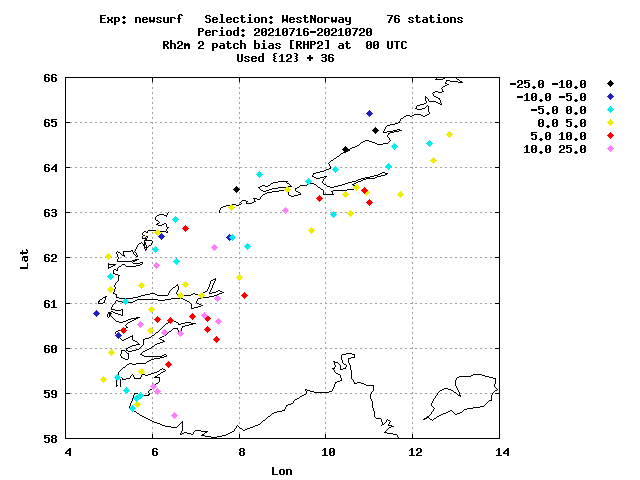 Exp: newsurf Selection: WestNorway 76 stations
Period: 20210716-20210720
Rh2m 2 patch bias [RHP2] at 00 UTC
Used {12} + 36
66
65
64
63
62
61
60
59
58
4 6 8 10 12 14
Lat
Lon
-25.0 -10.0
-10.0 -5.0
-5.0 0.0
0.0 5.0
5.0 10.0
10.0 25.0